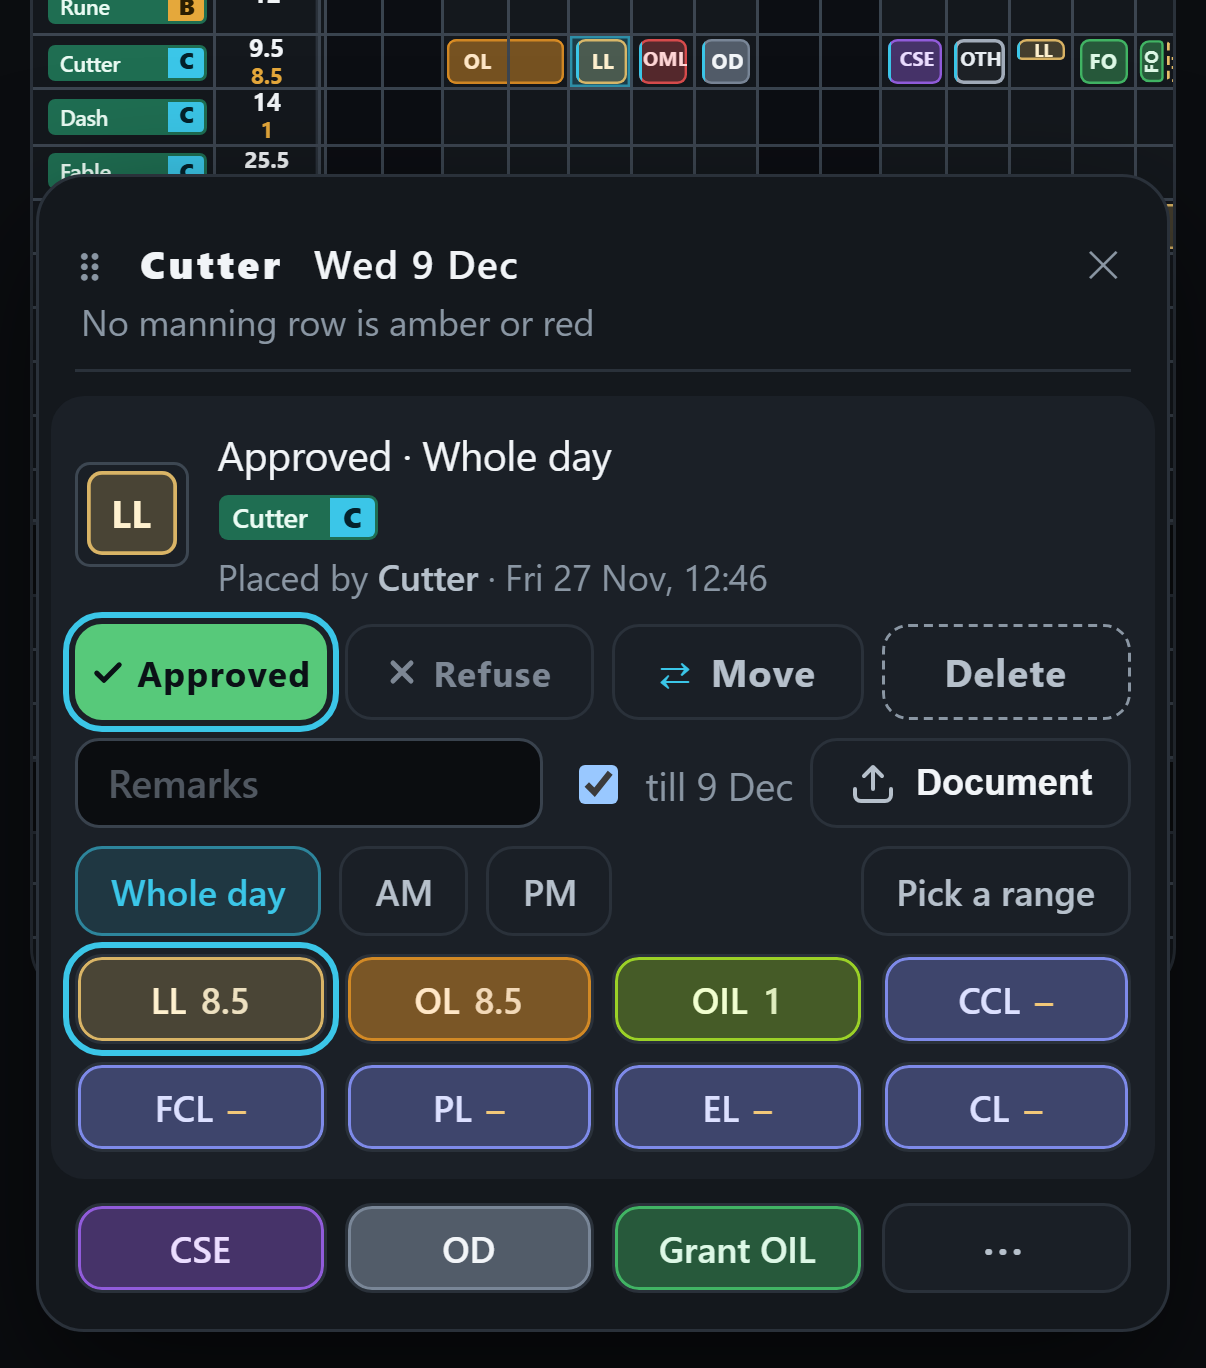 Rune B
Cutter C 9.5 8.5 OL LL OML OD CSE OTH LL FO FO
Dash C 14 1
Fable C 25.5
Cutter Wed 9 Dec
No manning row is amber or red
LL
Approved · Whole day
Cutter C
Placed by Cutter · Fri 27 Nov, 12:46
Approved Refuse Move Delete
Remarks till 9 Dec Document
Whole day AM PM Pick a range
LL 8.5 OL 8.5 OIL 1 CCL –
FCL – PL – EL – CL –
CSE OD Grant OIL ...